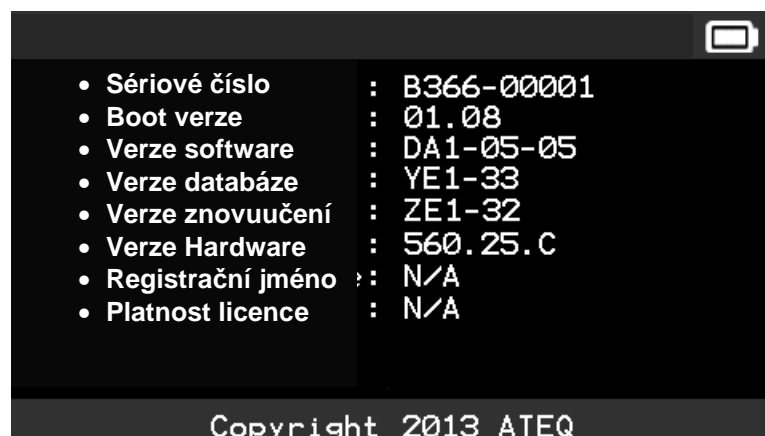 • Sériové číslo : B366-00001
• Boot verze : 01.08
• Verze software : DA1-05-05
• Verze databáze : YE1-33
• Verze znovuučení : ZE1-32
• Verze Hardware : 560.25.C
• Registrační jméno : N/A
• Platnost licence : N/A
Copyright 2013 ATEQ